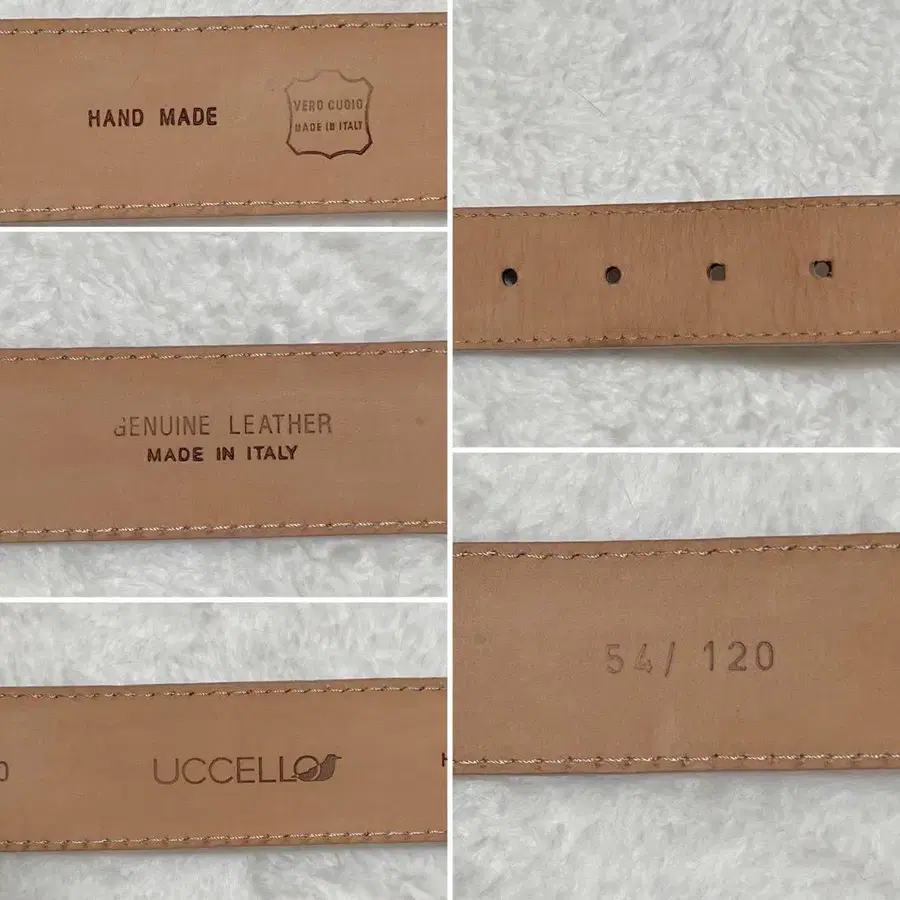 HAND MADE
VERO CUOIO
MADE IN ITALY
GENUINE LEATHER
MADE IN ITALY
UCCELLO
54/ 120